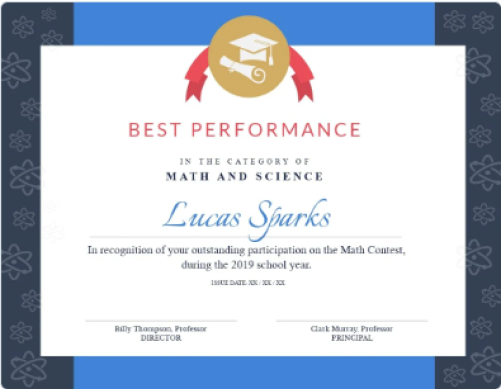 BEST PERFORMANCE
IN THE CATEGORY OF
MATH AND SCIENCE
Lucas Sparks
In recognition of your outstanding participation on the Math Contest,
during the 2019 school year.
ISSUE DATE: XX / XX / XX
Billy Thompson, Professor
DIRECTOR
Clark Murray, Professor
PRINCIPAL